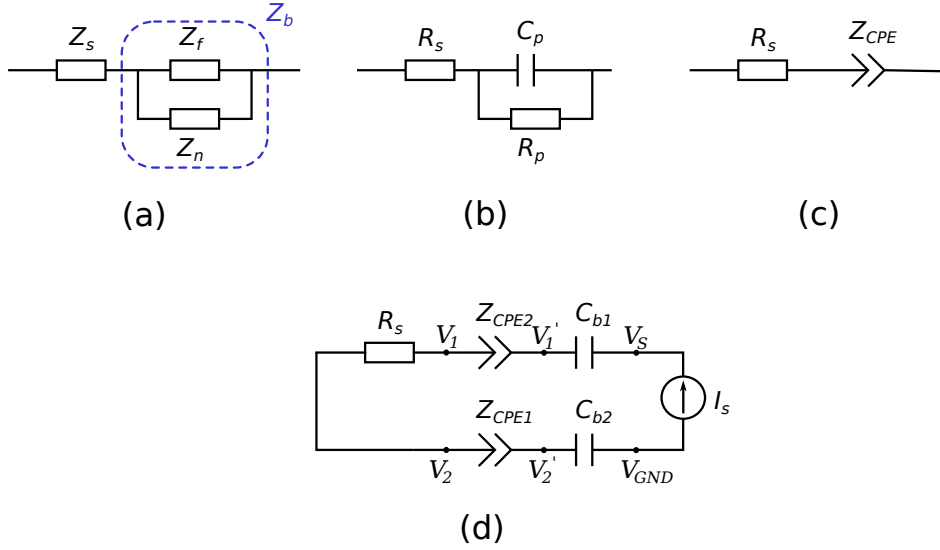 Z_b
Z_s Z_f
Z_n
(a)
R_s C_p
R_p
(b)
R_s Z_CPE
(c)
R_s V_1 Z_CPE2 V_1' C_b1 V_S
I_s
V_2 Z_CPE1 V_2' C_b2 V_GND
(d)